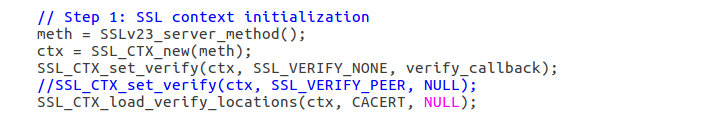 // Step 1: SSL context initialization
meth = SSLv23_server_method();
ctx = SSL_CTX_new(meth);
SSL_CTX_set_verify(ctx, SSL_VERIFY_NONE, verify_callback);
//SSL_CTX_set_verify(ctx, SSL_VERIFY_PEER, NULL);
SSL_CTX_load_verify_locations(ctx, CACERT, NULL);